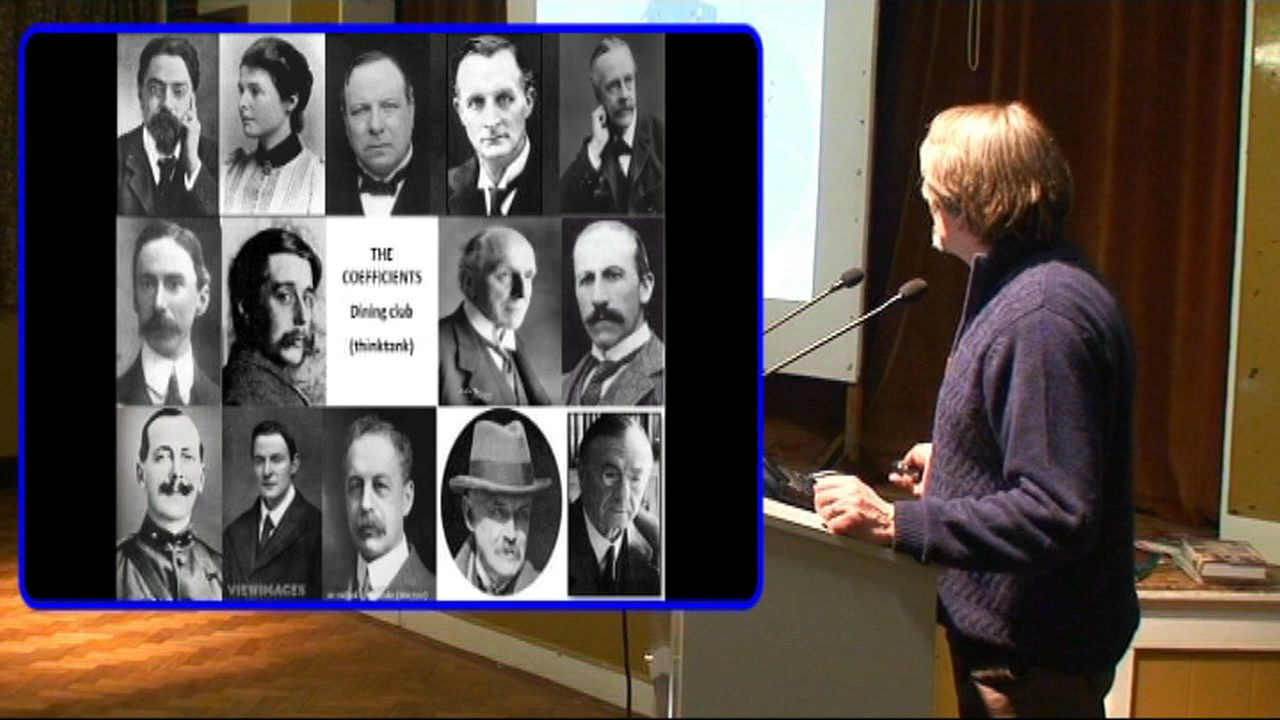 THE
COEFFICIENTS
Dining club
(thinktank)
VIEWIMAGES